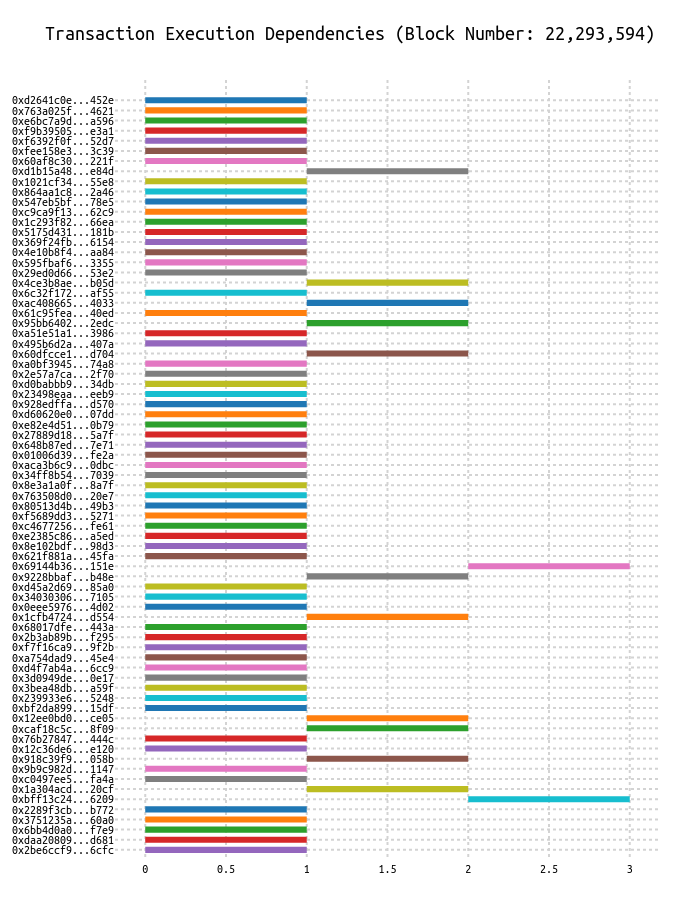 Transaction Execution Dependencies (Block Number: 22,293,594)
0xd2641c0e...452e
0x763a025f...4621
0xe6bc7a9d...a596
0xf9b39505...e3a1
0xf6392f0f...52d7
0xfee158e3...3c39
0x60af8c30...221f
0xd1b15a48...e84d
0x1021cf34...55e8
0x864aa1c8...2a46
0x547eb5bf...78e5
0xc9ca9f13...62c9
0x1c293f82...66ea
0x5175d431...181b
0x369f24fb...6154
0x4e10b8f4...aa84
0x595fbaf6...3355
0x29ed0d66...53e2
0x4ce3b8ae...b05d
0x6c32f172...af55
0xac408665...4033
0x61c95fea...40ed
0x95bb6402...2edc
0xa51e51a1...3986
0x495b6d2a...407a
0x60dfcce1...d704
0xa0bf3945...74a8
0x2e57a7ca...2f70
0xd0babbb9...34db
0x23498eaa...eeb9
0x928edffa...d570
0xd60620e0...07dd
0xe82e4d51...0b79
0x27889d18...5a7f
0x648b87ed...7e71
0x01006d39...fe2a
0xaca3b6c9...0dbc
0x34ff8b54...7039
0x8e3a1a0f...8a7f
0x763508d0...20e7
0x80513d4b...49b3
0xf5689dd3...5271
0xc4677256...fe61
0xe2385c86...a5ed
0x8e102bdf...98d3
0x621f881a...45fa
0x69144b36...151e
0x9228bbaf...b48e
0xd45a2d69...85a0
0x34030306...7105
0x0eee5976...4d02
0x1cfb4724...d554
0x68017dfe...443a
0x2b3ab89b...f295
0xf7f16ca9...9f2b
0xa754dad9...45e4
0xd4f7ab4a...6cc9
0x3d0949de...0e17
0x3bea48db...a59f
0x239933e6...5248
0xbf2da899...15df
0x12ee0bd0...ce05
0xcaf18c5c...8f09
0x76b27847...444c
0x12c36de6...e120
0x918c39f9...058b
0x9b9c982d...1147
0xc0497ee5...fa4a
0x1a304acd...20cf
0xbff13c24...6209
0x2289f3cb...b772
0x3751235a...60a0
0x6bb4d0a0...f7e9
0xdaa20809...d681
0x2be6ccf9...6cfc
0 0.5 1 1.5 2 2.5 3